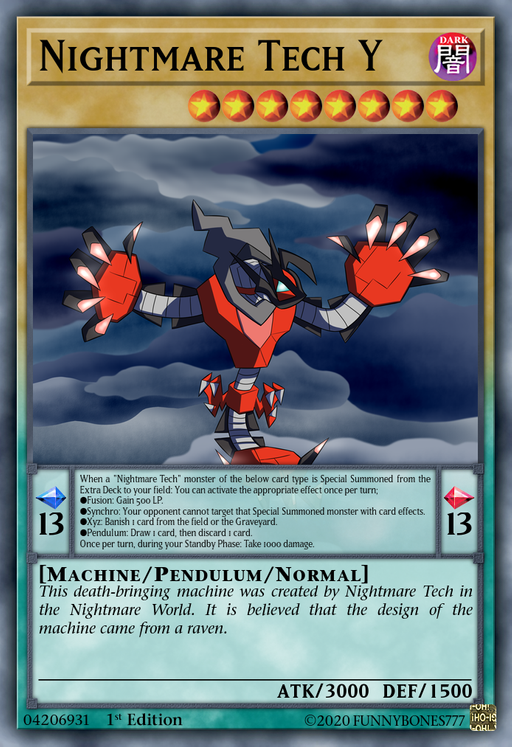 Nightmare Tech Y
DARK
闇
When a "Nightmare Tech" monster of the below card type is Special Summoned from the
Extra Deck to your field: You can activate the appropriate effect once per turn;
●Fusion: Gain 500 LP.
●Synchro: Your opponent cannot target that Special Summoned monster with card effects.
●Xyz: Banish 1 card from the field or the Graveyard.
●Pendulum: Draw 1 card, then discard 1 card.
Once per turn, during your Standby Phase: Take 1000 damage.
13
13
[Machine/Pendulum/Normal]
This death-bringing machine was created by Nightmare Tech in
the Nightmare World. It is believed that the design of the
machine came from a raven.
ATK/3000 DEF/1500
04206931 1st Edition ©2020 FUNNYBONES777